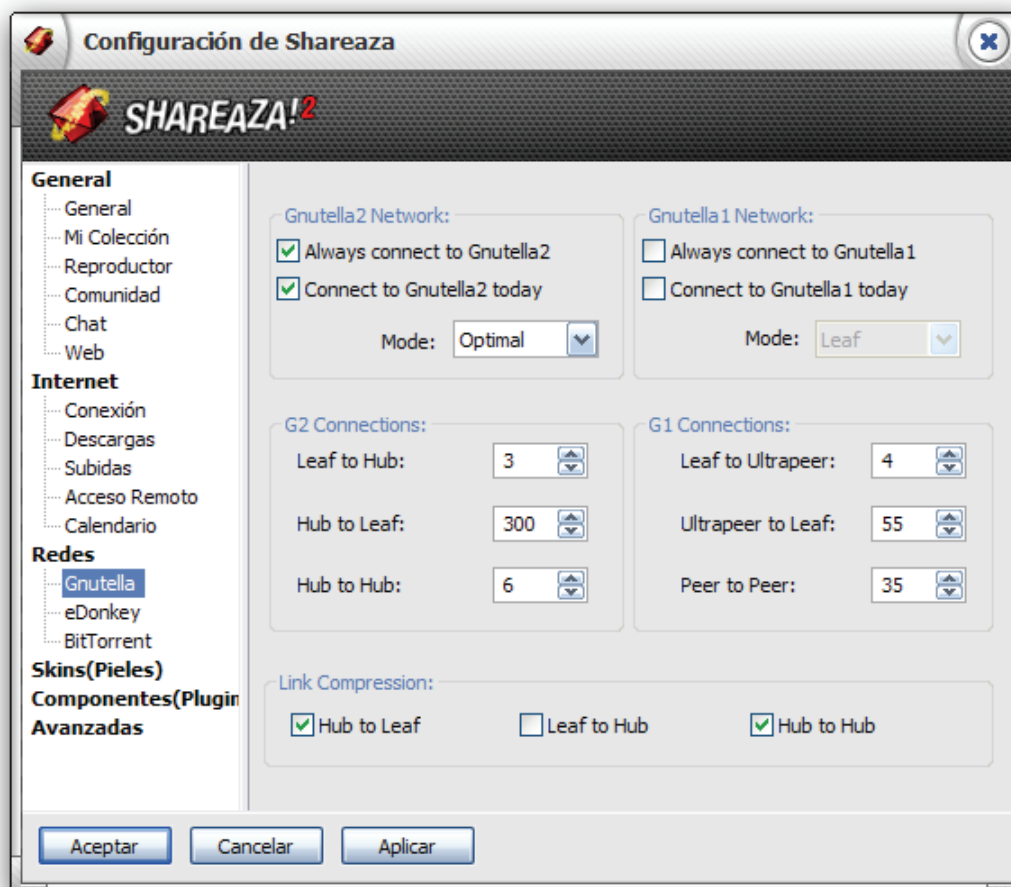 Configuración de Shareaza
SHAREAZA!2
General
General
Mi Colección
Reproductor
Comunidad
Chat
Web
Internet
Conexión
Descargas
Subidas
Acceso Remoto
Calendario
Redes
Gnutella
eDonkey
BitTorrent
Skins(Pieles)
Componentes(Plugin
Avanzadas
Gnutella2 Network:
Always connect to Gnutella2
Connect to Gnutella2 today
Mode: Optimal
Gnutella1 Network:
Always connect to Gnutella1
Connect to Gnutella1 today
Mode: Leaf
G2 Connections:
Leaf to Hub: 3
Hub to Leaf: 300
Hub to Hub: 6
G1 Connections:
Leaf to Ultrapeer: 4
Ultrapeer to Leaf: 55
Peer to Peer: 35
Link Compression:
Hub to Leaf Leaf to Hub Hub to Hub
Aceptar Cancelar Aplicar